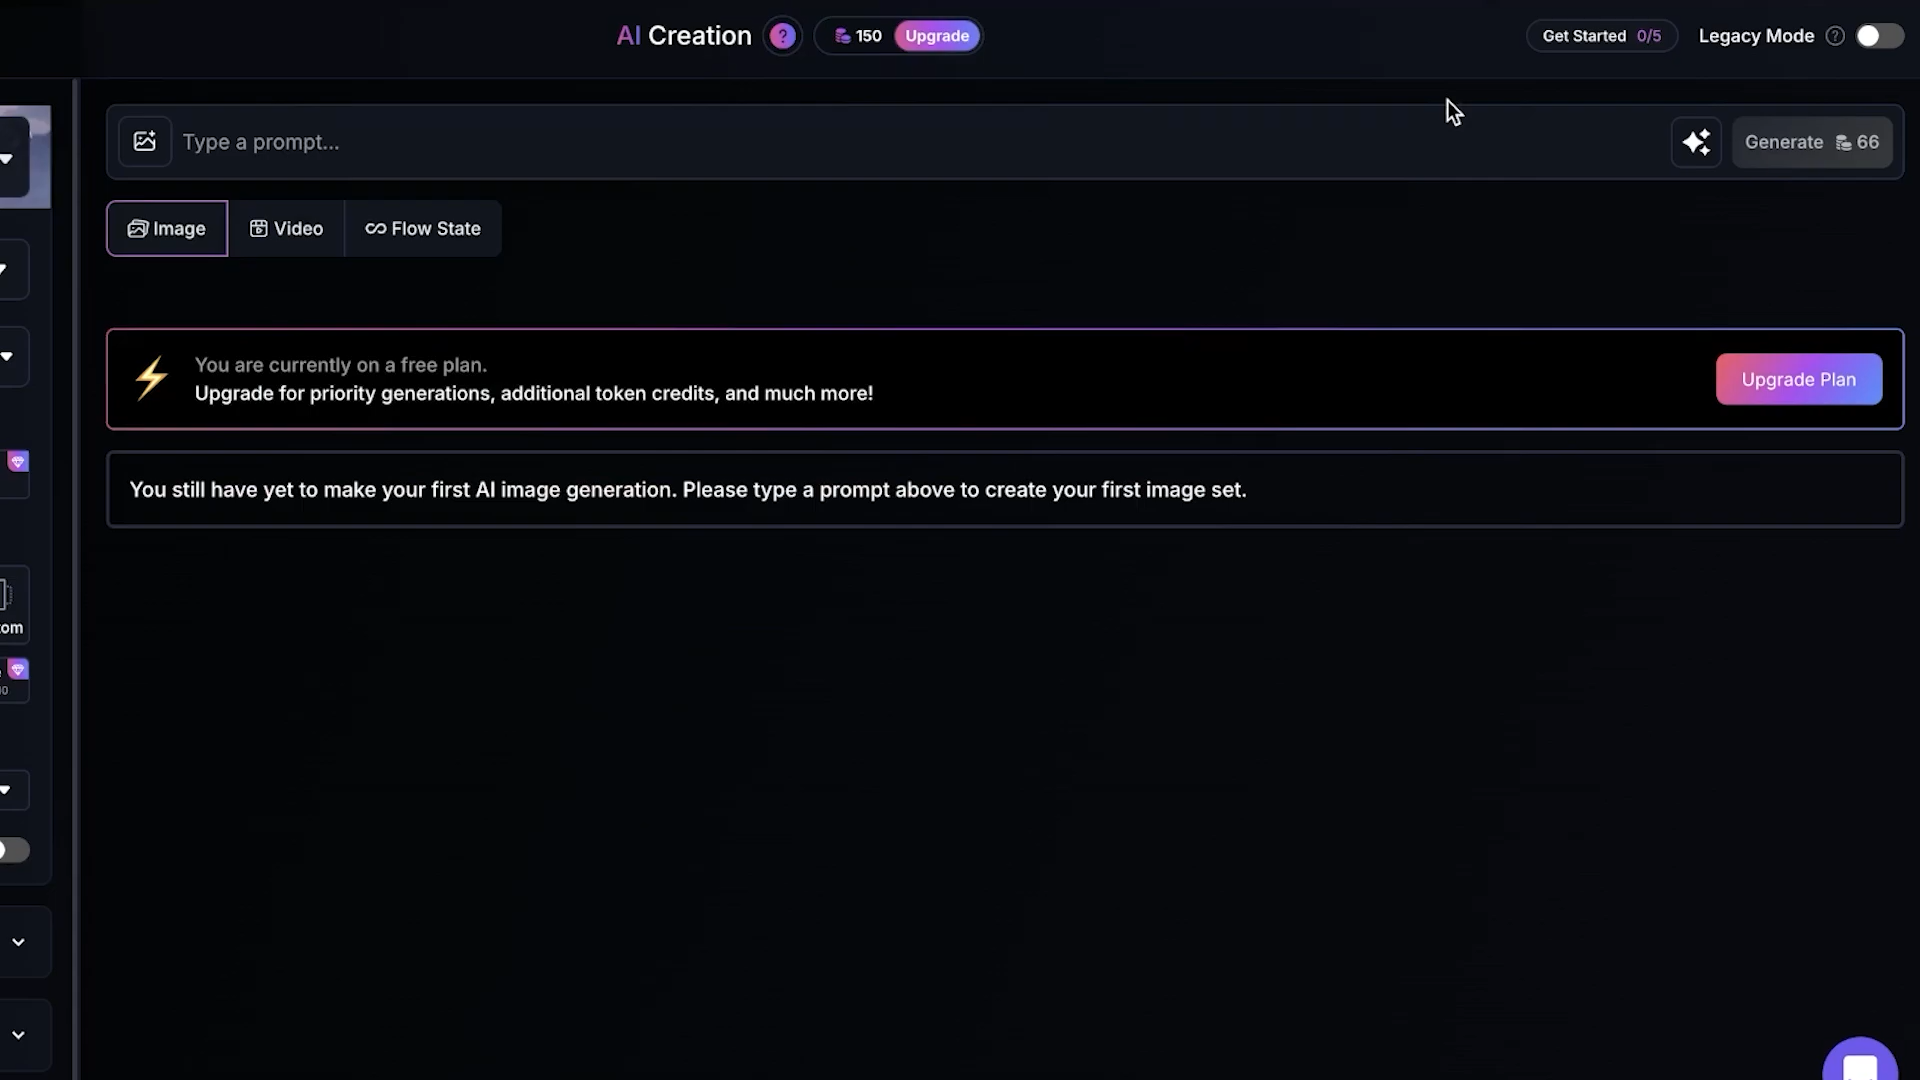 AI Creation ? 150 Upgrade Get Started 0/5 Legacy Mode ?
Type a prompt... Generate 66
Image Video Flow State
You are currently on a free plan.
Upgrade for priority generations, additional token credits, and much more!
Upgrade Plan
You still have yet to make your first AI image generation. Please type a prompt above to create your first image set.
tom